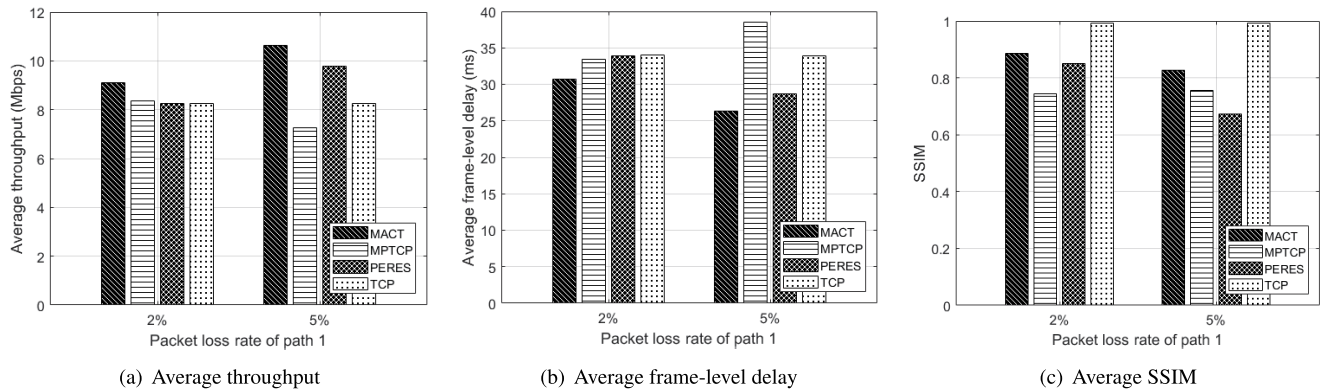 12
10
8
6
4
2
0
Average throughput (Mbps)
MACT
MPTCP
PERES
TCP
2%
5%
Packet loss rate of path 1
(a) Average throughput
40
35
30
25
20
15
10
5
0
Average frame-level delay (ms)
MACT
MPTCP
PERES
TCP
2%
5%
Packet loss rate of path 1
(b) Average frame-level delay
1
0.8
0.6
0.4
0.2
0
SSIM
MACT
MPTCP
PERES
TCP
2%
5%
Packet loss rate of path 1
(c) Average SSIM